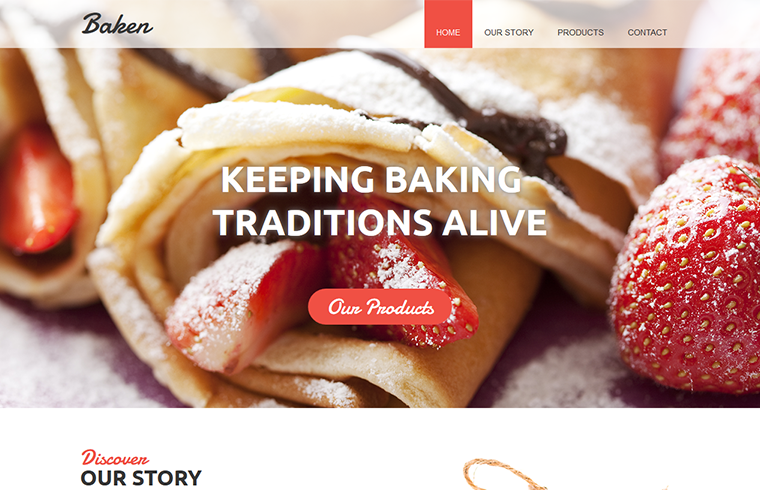 Baken
HOME OUR STORY PRODUCTS CONTACT
KEEPING BAKING
TRADITIONS ALIVE
Our Products
Discover
OUR STORY